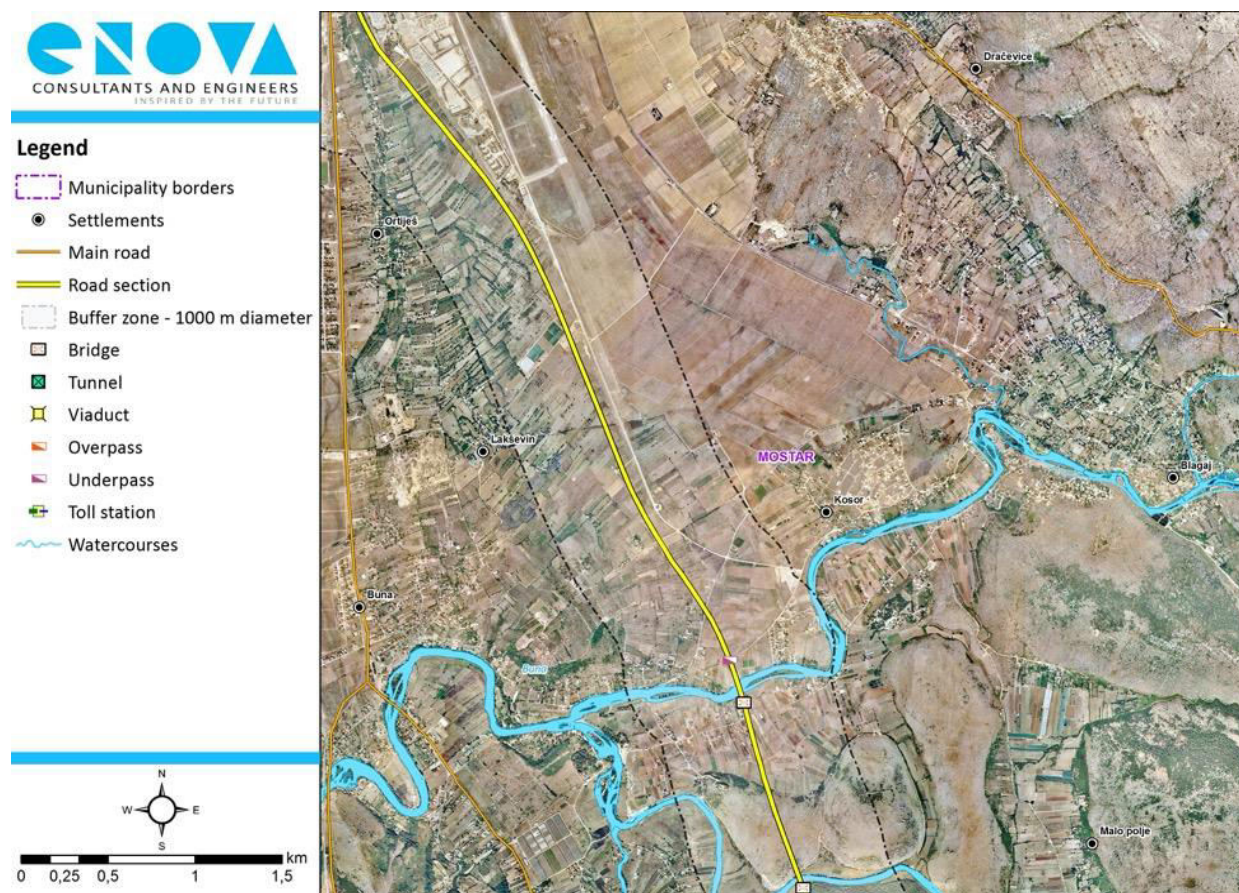 eNOVA
CONSULTANTS AND ENGINEERS
INSPIRED BY THE FUTURE
Legend
Municipality borders
Settlements
Main road
Road section
Buffer zone - 1000 m diameter
Bridge
Tunnel
Viaduct
Overpass
Underpass
Toll station
Watercourses
N
W E
S
km
0 0,25 0,5 1 1,5
Dračevice
Ortiješ
Lakševin
MOSTAR
Blagaj
Kosor
Buna
Buna
Malo polje